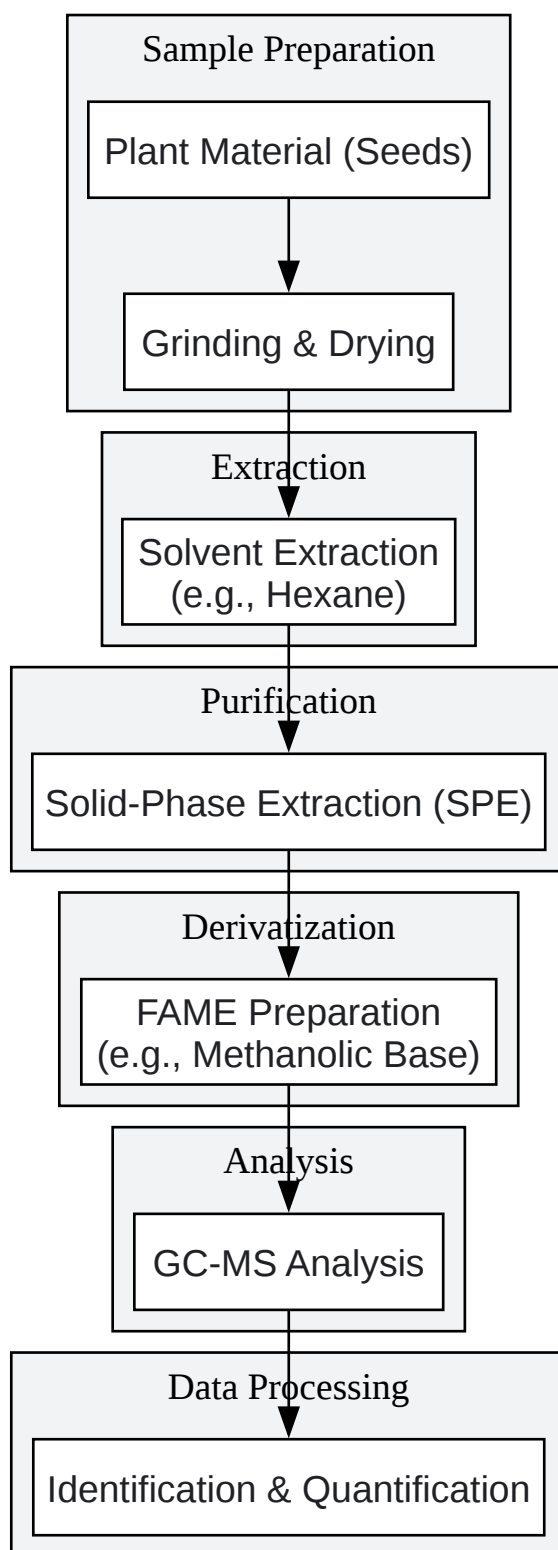 Sample Preparation
Plant Material (Seeds)
Grinding & Drying
Extraction
Solvent Extraction
(e.g., Hexane)
Purification
Solid-Phase Extraction (SPE)
Derivatization
FAME Preparation
(e.g., Methanolic Base)
Analysis
GC-MS Analysis
Data Processing
Identification & Quantification